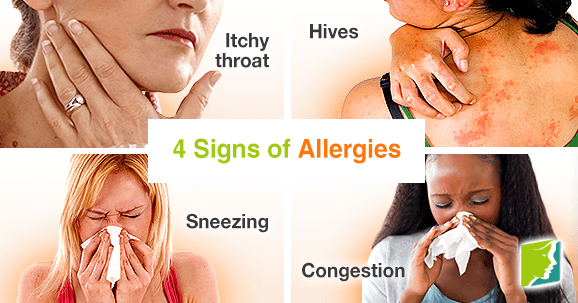 Itchy
throat
Hives
4 Signs of Allergies
Sneezing
Congestion